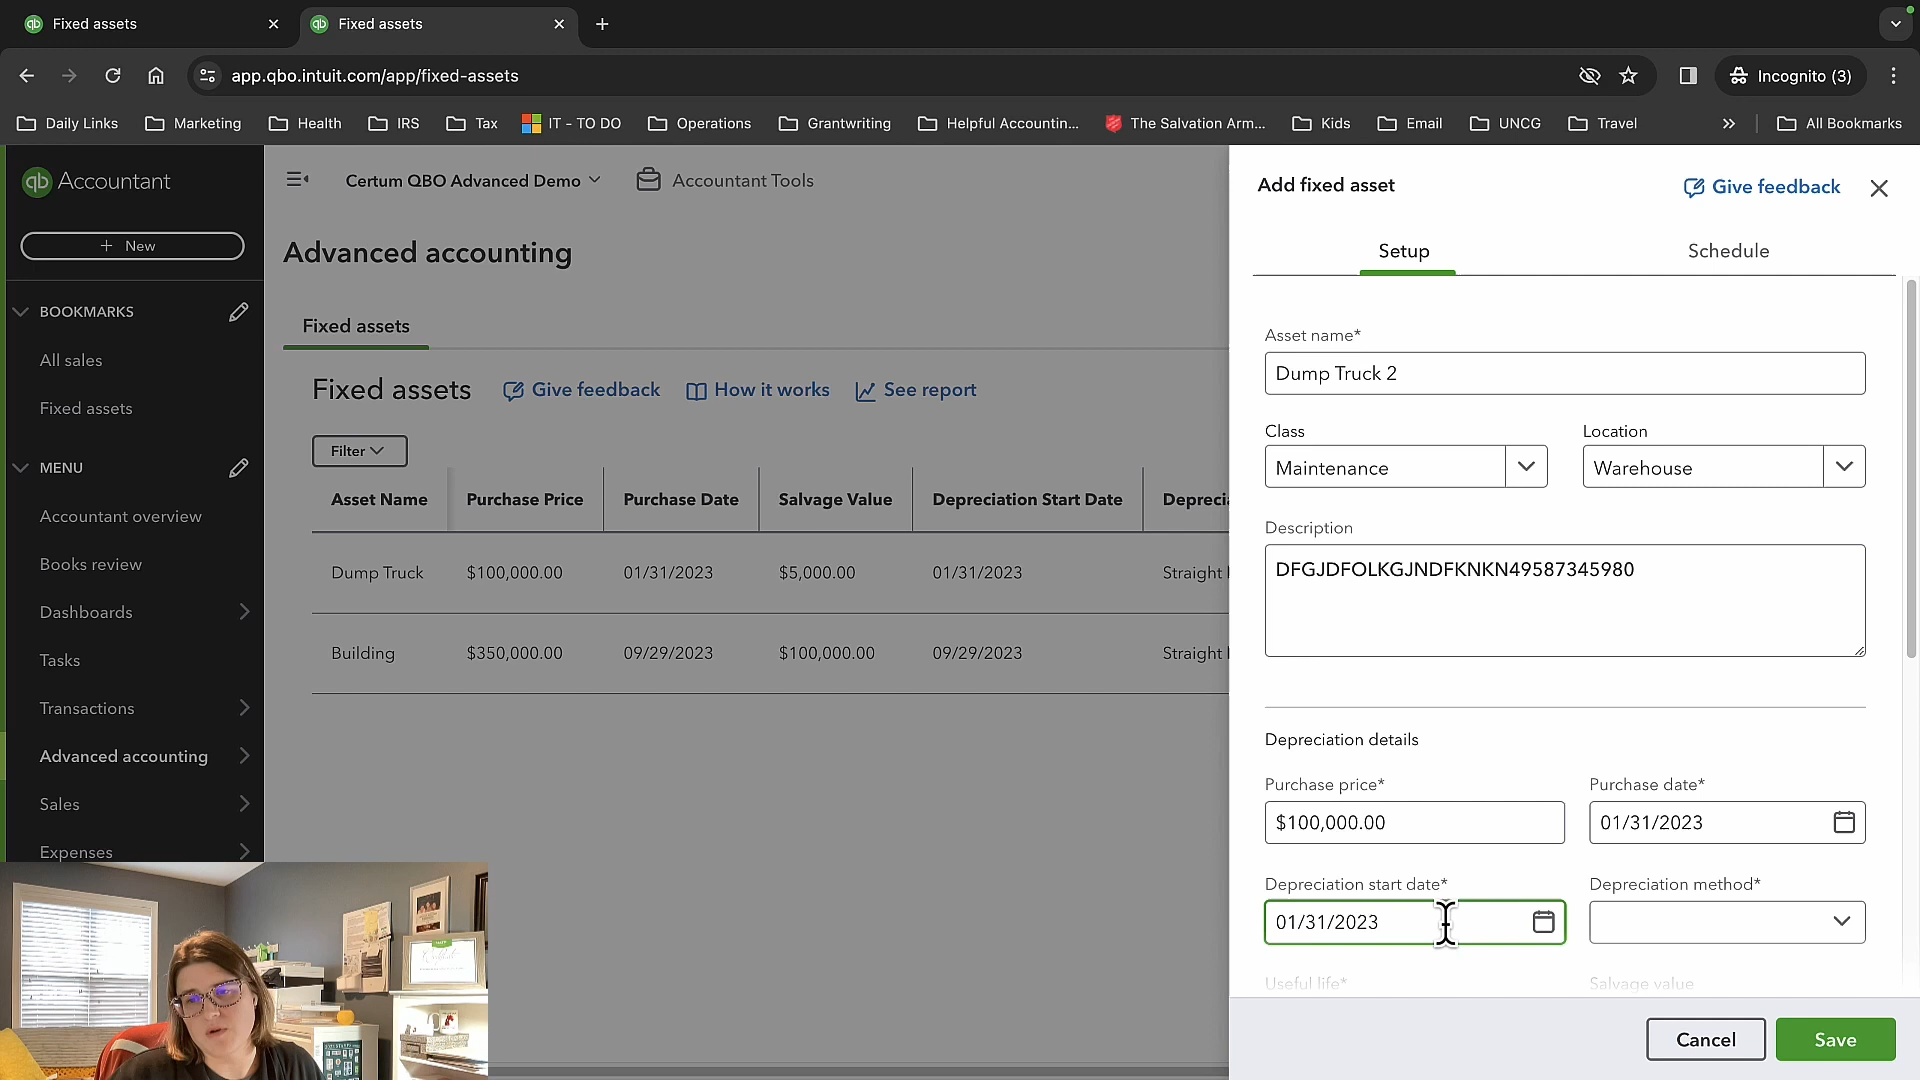 Fixed assets
Fixed assets
app.qbo.intuit.com/app/fixed-assets
Incognito (3)
Daily Links
Marketing
Health
IRS
Tax
IT - TO DO
Operations
Grantwriting
Helpful Accountin...
The Salvation Arm...
Kids
Email
UNCG
Travel
All Bookmarks
qb Accountant
+ New
BOOKMARKS
All sales
Fixed assets
MENU
Accountant overview
Books review
Dashboards
Tasks
Transactions
Advanced accounting
Sales
Expenses
Certum QBO Advanced Demo
Accountant Tools
Advanced accounting
Fixed assets
Fixed assets
Give feedback
How it works
See report
Filter
Asset Name Purchase Price Purchase Date Salvage Value Depreciation Start Date Depreci
Dump Truck $100,000.00 01/31/2023 $5,000.00 01/31/2023 Straight
Building $350,000.00 09/29/2023 $100,000.00 09/29/2023 Straight
Add fixed asset
Give feedback
Setup
Schedule
Asset name*
Dump Truck 2
Class
Location
Maintenance
Warehouse
Description
DFGJDFOLKGJNDFKNKN49587345980
Depreciation details
Purchase price*
Purchase date*
$100,000.00
01/31/2023
Depreciation start date*
Depreciation method*
01/31/2023
Useful life*
Salvage value
Cancel
Save